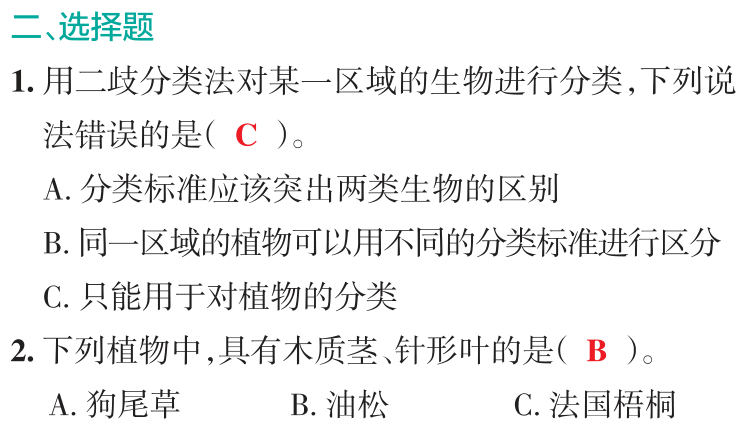 二、选择题
1. 用二歧分类法对某一区域的生物进行分类,下列说
法错误的是( C )。
A. 分类标准应该突出两类生物的区别
B. 同一区域的植物可以用不同的分类标准进行区分
C. 只能用于对植物的分类
2. 下列植物中,具有木质茎、针形叶的是( B )。
A. 狗尾草 B. 油松 C. 法国梧桐